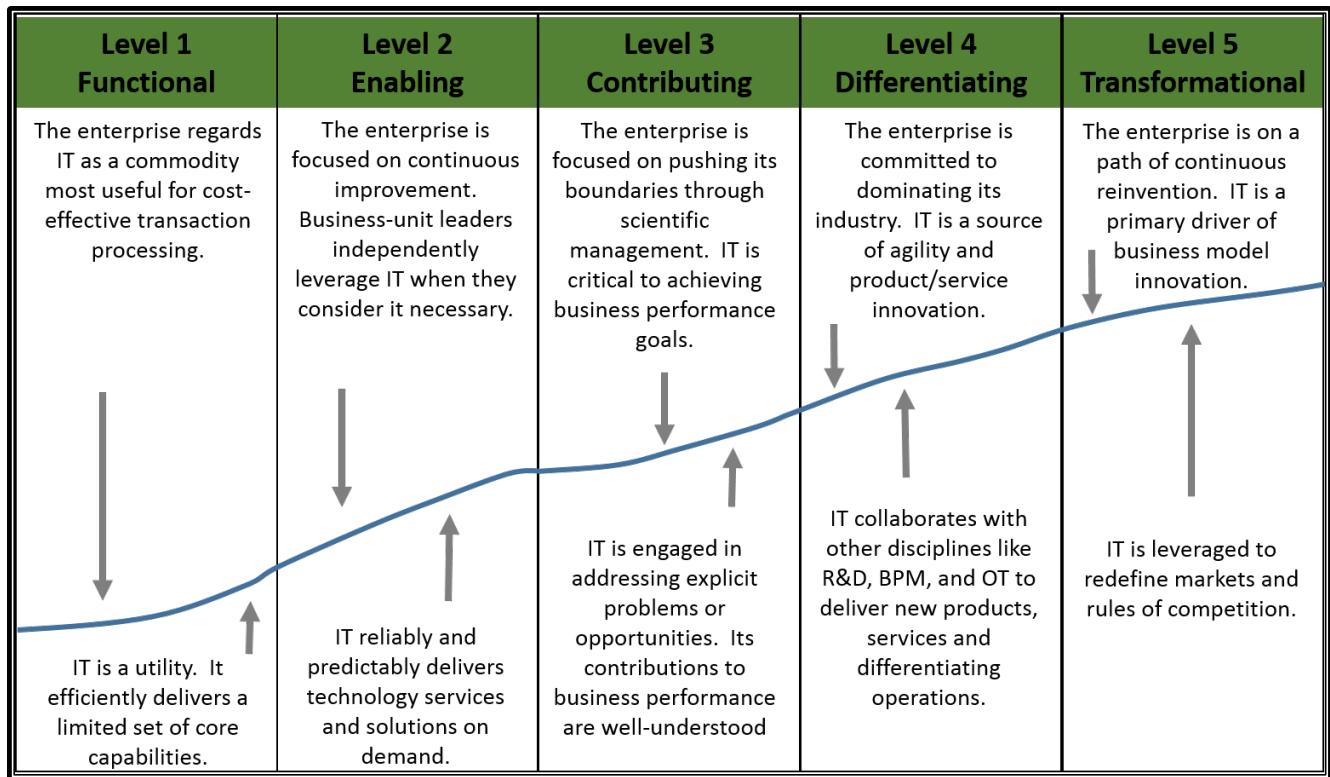 Level 1
Functional
Level 2
Enabling
Level 3
Contributing
Level 4
Differentiating
Level 5
Transformational
The enterprise regards
IT as a commodity
most useful for cost-
effective transaction
processing.
The enterprise is
focused on continuous
improvement.
Business-unit leaders
independently
leverage IT when they
consider it necessary.
The enterprise is
focused on pushing its
boundaries through
scientific
management.  IT is
critical to achieving
business performance
goals.
The enterprise is
committed to
dominating its
industry.  IT is a source
of agility and
product/service
innovation.
The enterprise is on a
path of continuous
reinvention.  IT is a
primary driver of
business model
innovation.
IT is a utility.  It
efficiently delivers a
limited set of core
capabilities.
IT reliably and
predictably delivers
technology services
and solutions on
demand.
IT is engaged in
addressing explicit
problems or
opportunities.  Its
contributions to
business performance
are well-understood
IT collaborates with
other disciplines like
R&D, BPM, and OT to
deliver new products,
services and
differentiating
operations.
IT is leveraged to
redefine markets and
rules of competition.